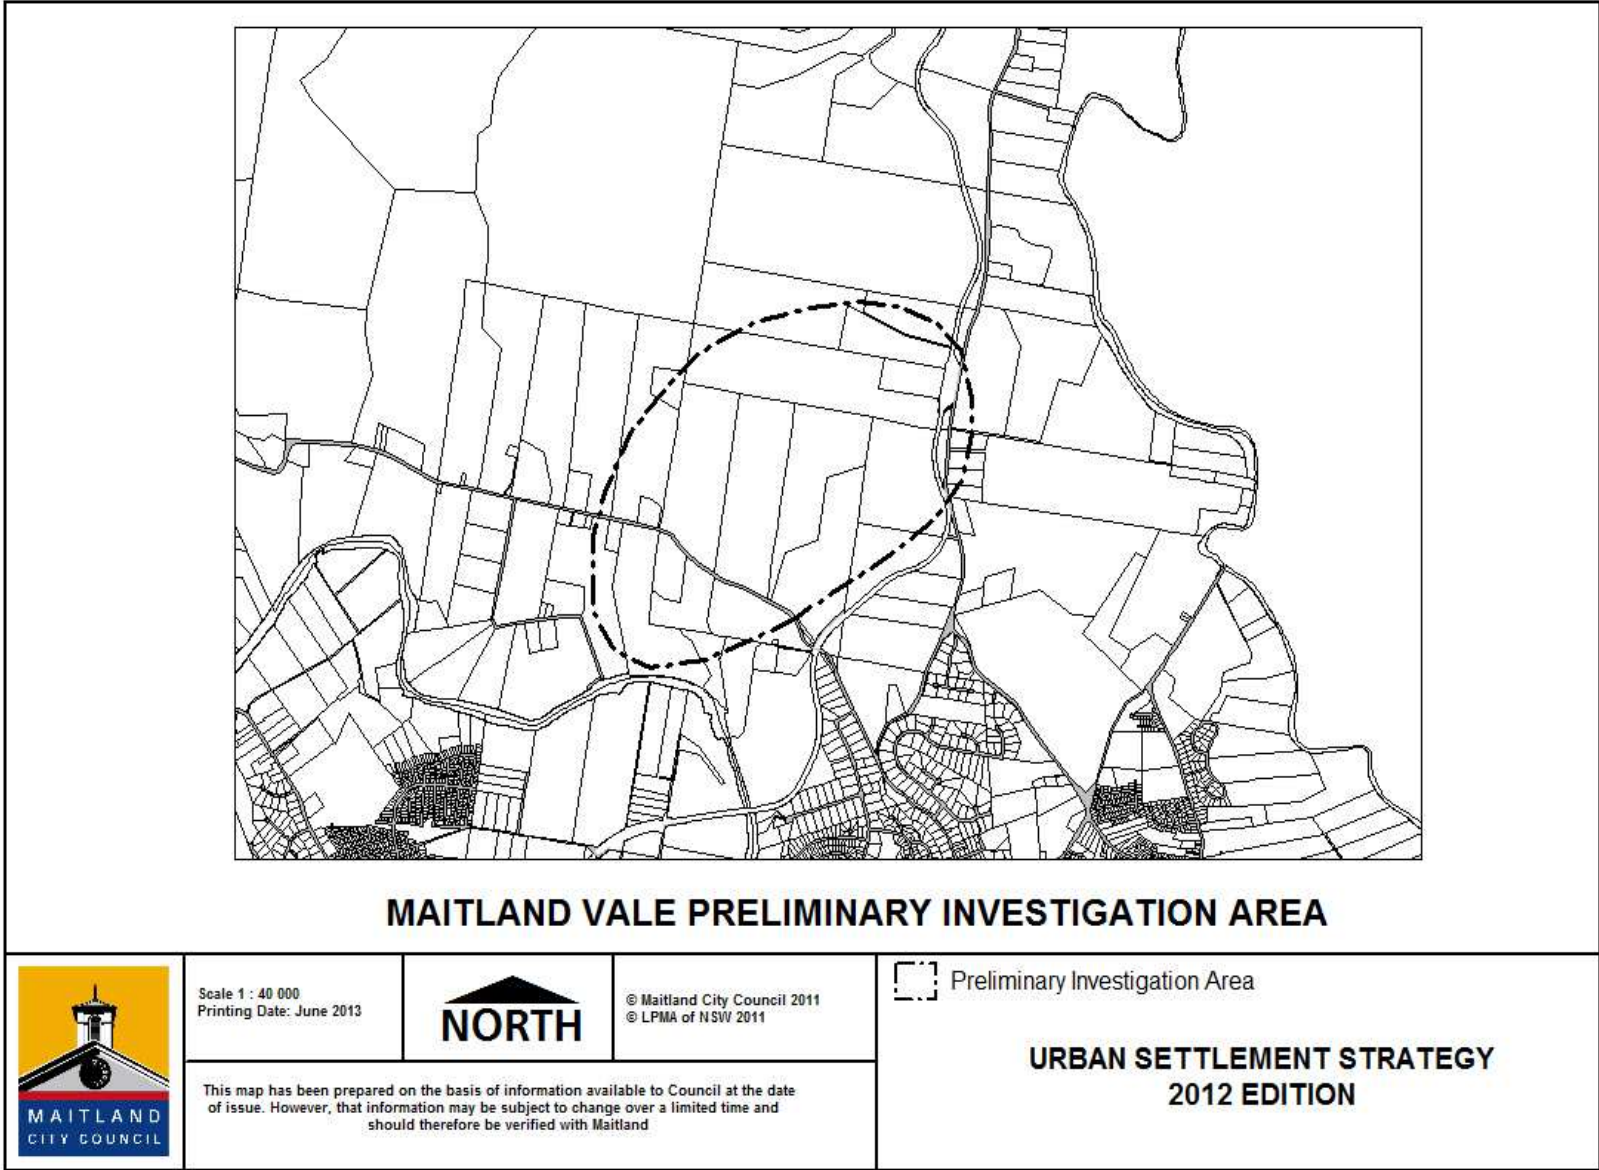 MAITLAND VALE PRELIMINARY INVESTIGATION AREA
MAITLAND
CITY COUNCIL
Scale 1 : 40 000
Printing Date: June 2013
NORTH
© Maitland City Council 2011
© LPMA of NSW 2011
This map has been prepared on the basis of information available to Council at the date
of issue. However, that information may be subject to change over a limited time and
should therefore be verified with Maitland
Preliminary Investigation Area
URBAN SETTLEMENT STRATEGY
2012 EDITION